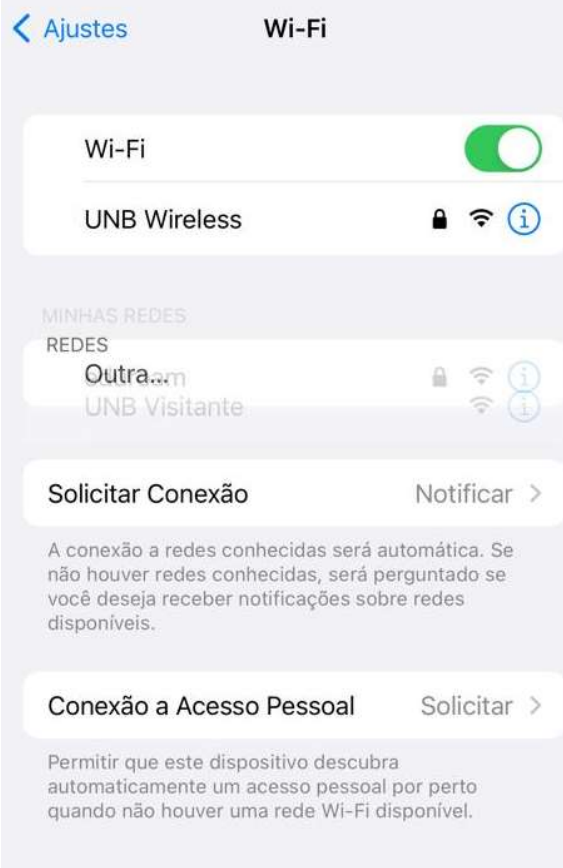 Ajustes
Wi-Fi
Wi-Fi
UNB Wireless
MINHAS REDES
REDES
Outra...
eduroam
UNB Visitante
Solicitar Conexão Notificar
A conexão a redes conhecidas será automática. Se
não houver redes conhecidas, será perguntado se
você deseja receber notificações sobre redes
disponíveis.
Conexão a Acesso Pessoal Solicitar
Permitir que este dispositivo descubra
automaticamente um acesso pessoal por perto
quando não houver uma rede Wi-Fi disponível.